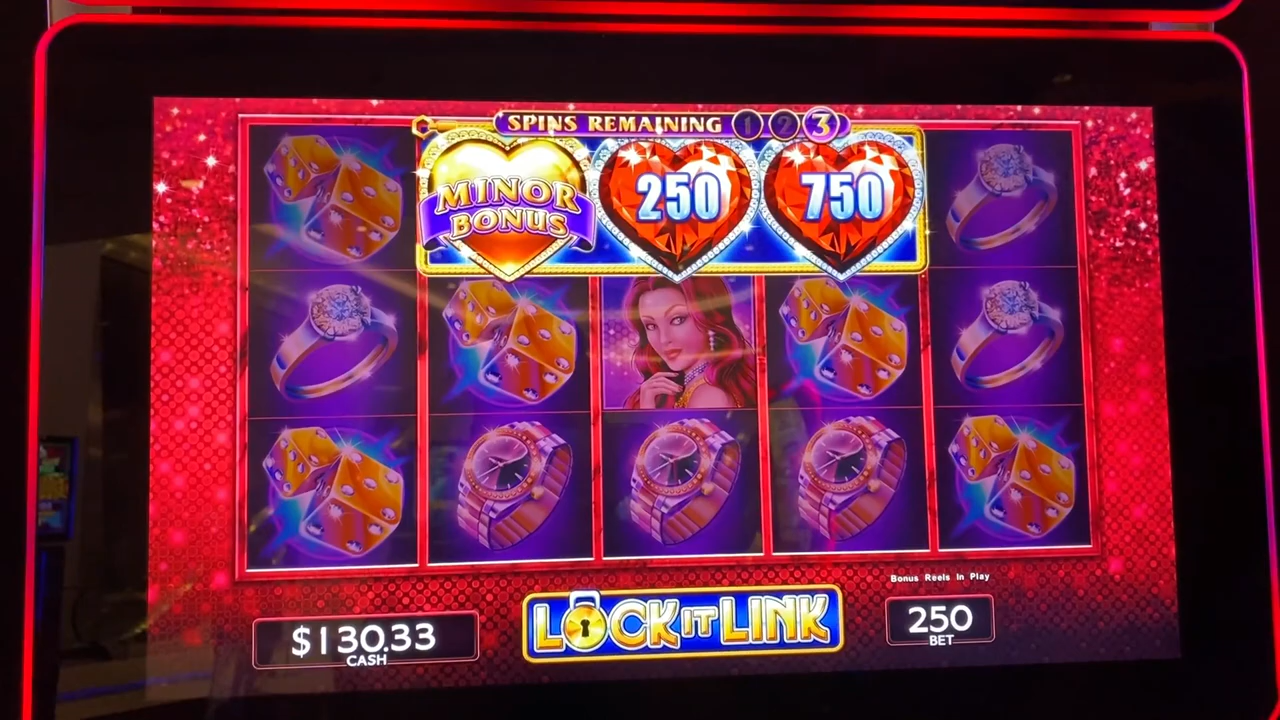 SPINS REMAINING 1 2 3
MINOR
BONUS
250
750
Bonus Reels In Play
$130.33
CASH
LOCK IT LINK
250
BET